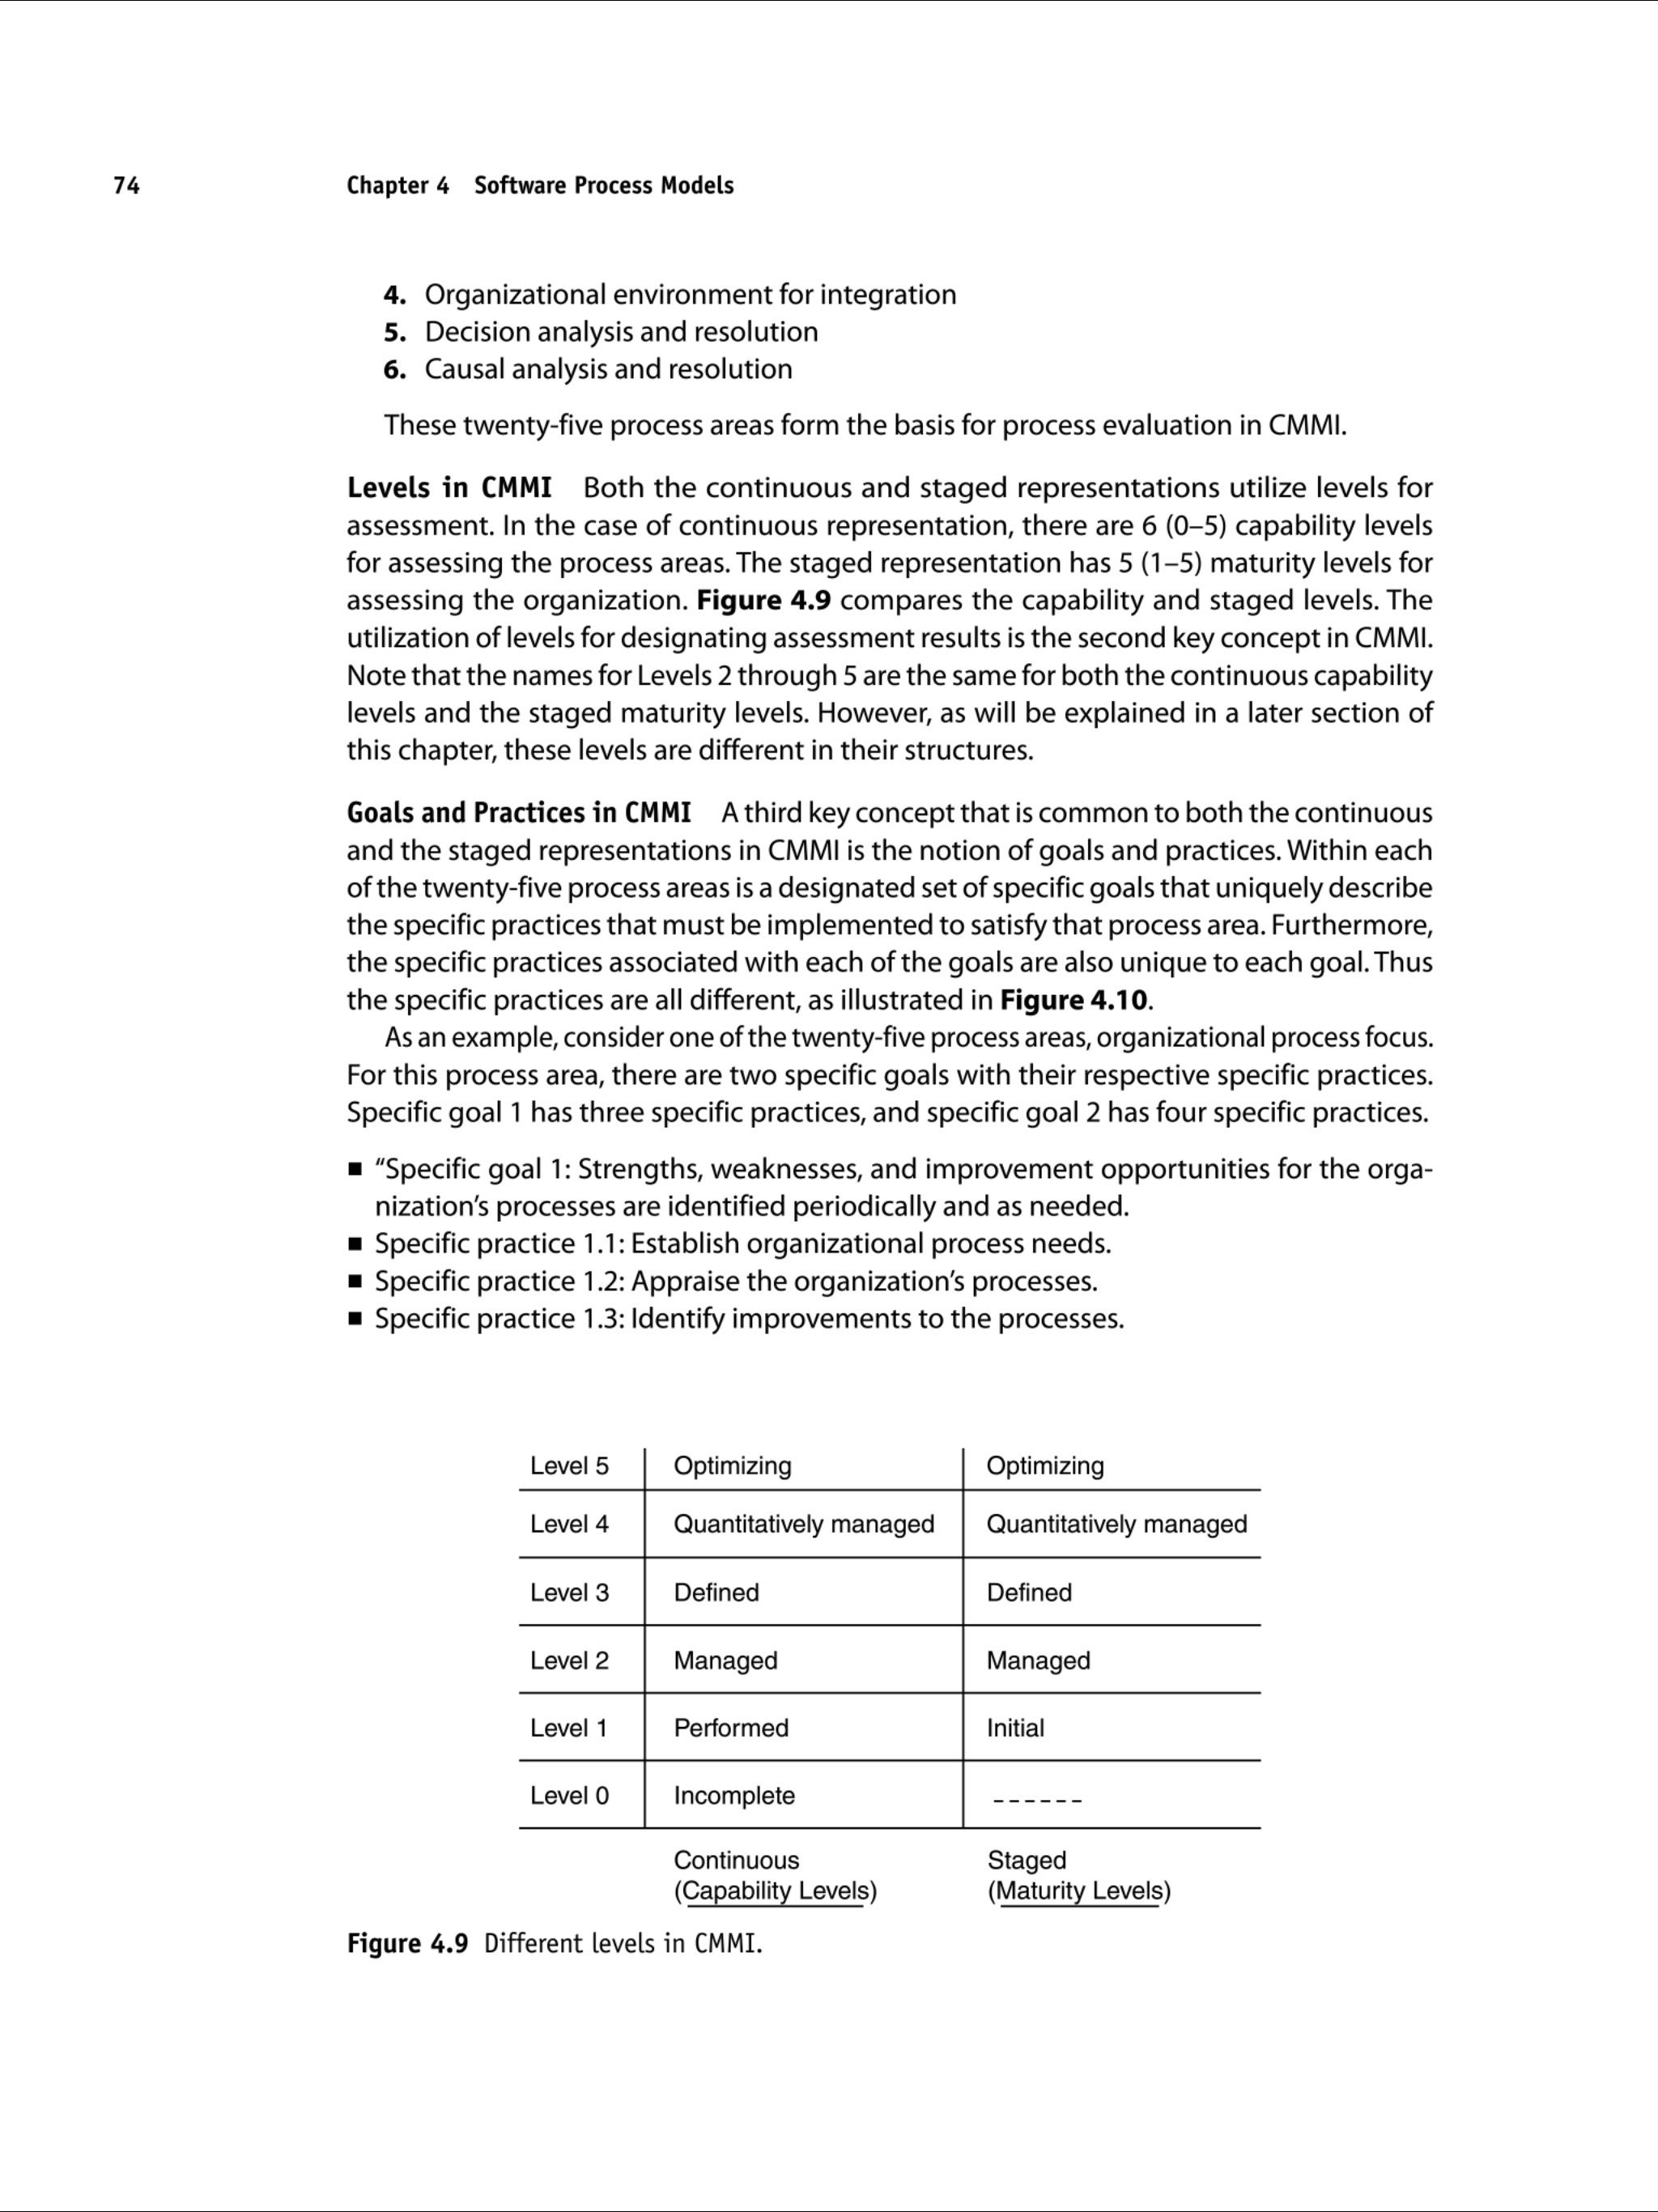 74 Chapter 4 Software Process Models
4. Organizational environment for integration
5. Decision analysis and resolution
6. Causal analysis and resolution
These twenty-five process areas form the basis for process evaluation in CMMI.
Levels in CMMI Both the continuous and staged representations utilize levels for
assessment. In the case of continuous representation, there are 6 (0–5) capability levels
for assessing the process areas. The staged representation has 5 (1–5) maturity levels for
assessing the organization. Figure 4.9 compares the capability and staged levels. The
utilization of levels for designating assessment results is the second key concept in CMMI.
Note that the names for Levels 2 through 5 are the same for both the continuous capability
levels and the staged maturity levels. However, as will be explained in a later section of
this chapter, these levels are different in their structures.
Goals and Practices in CMMI A third key concept that is common to both the continuous
and the staged representations in CMMI is the notion of goals and practices. Within each
of the twenty-five process areas is a designated set of specific goals that uniquely describe
the specific practices that must be implemented to satisfy that process area. Furthermore,
the specific practices associated with each of the goals are also unique to each goal. Thus
the specific practices are all different, as illustrated in Figure 4.10.
As an example, consider one of the twenty-five process areas, organizational process focus.
For this process area, there are two specific goals with their respective specific practices.
Specific goal 1 has three specific practices, and specific goal 2 has four specific practices.
■ “Specific goal 1: Strengths, weaknesses, and improvement opportunities for the orga-
nization’s processes are identified periodically and as needed.
■ Specific practice 1.1: Establish organizational process needs.
■ Specific practice 1.2: Appraise the organization’s processes.
■ Specific practice 1.3: Identify improvements to the processes.
Level 5 Optimizing Optimizing
Level 4 Quantitatively managed Quantitatively managed
Level 3 Defined Defined
Level 2 Managed Managed
Level 1 Performed Initial
Level 0 Incomplete ------
Continuous Staged
(Capability Levels) (Maturity Levels)
Figure 4.9 Different levels in CMMI.